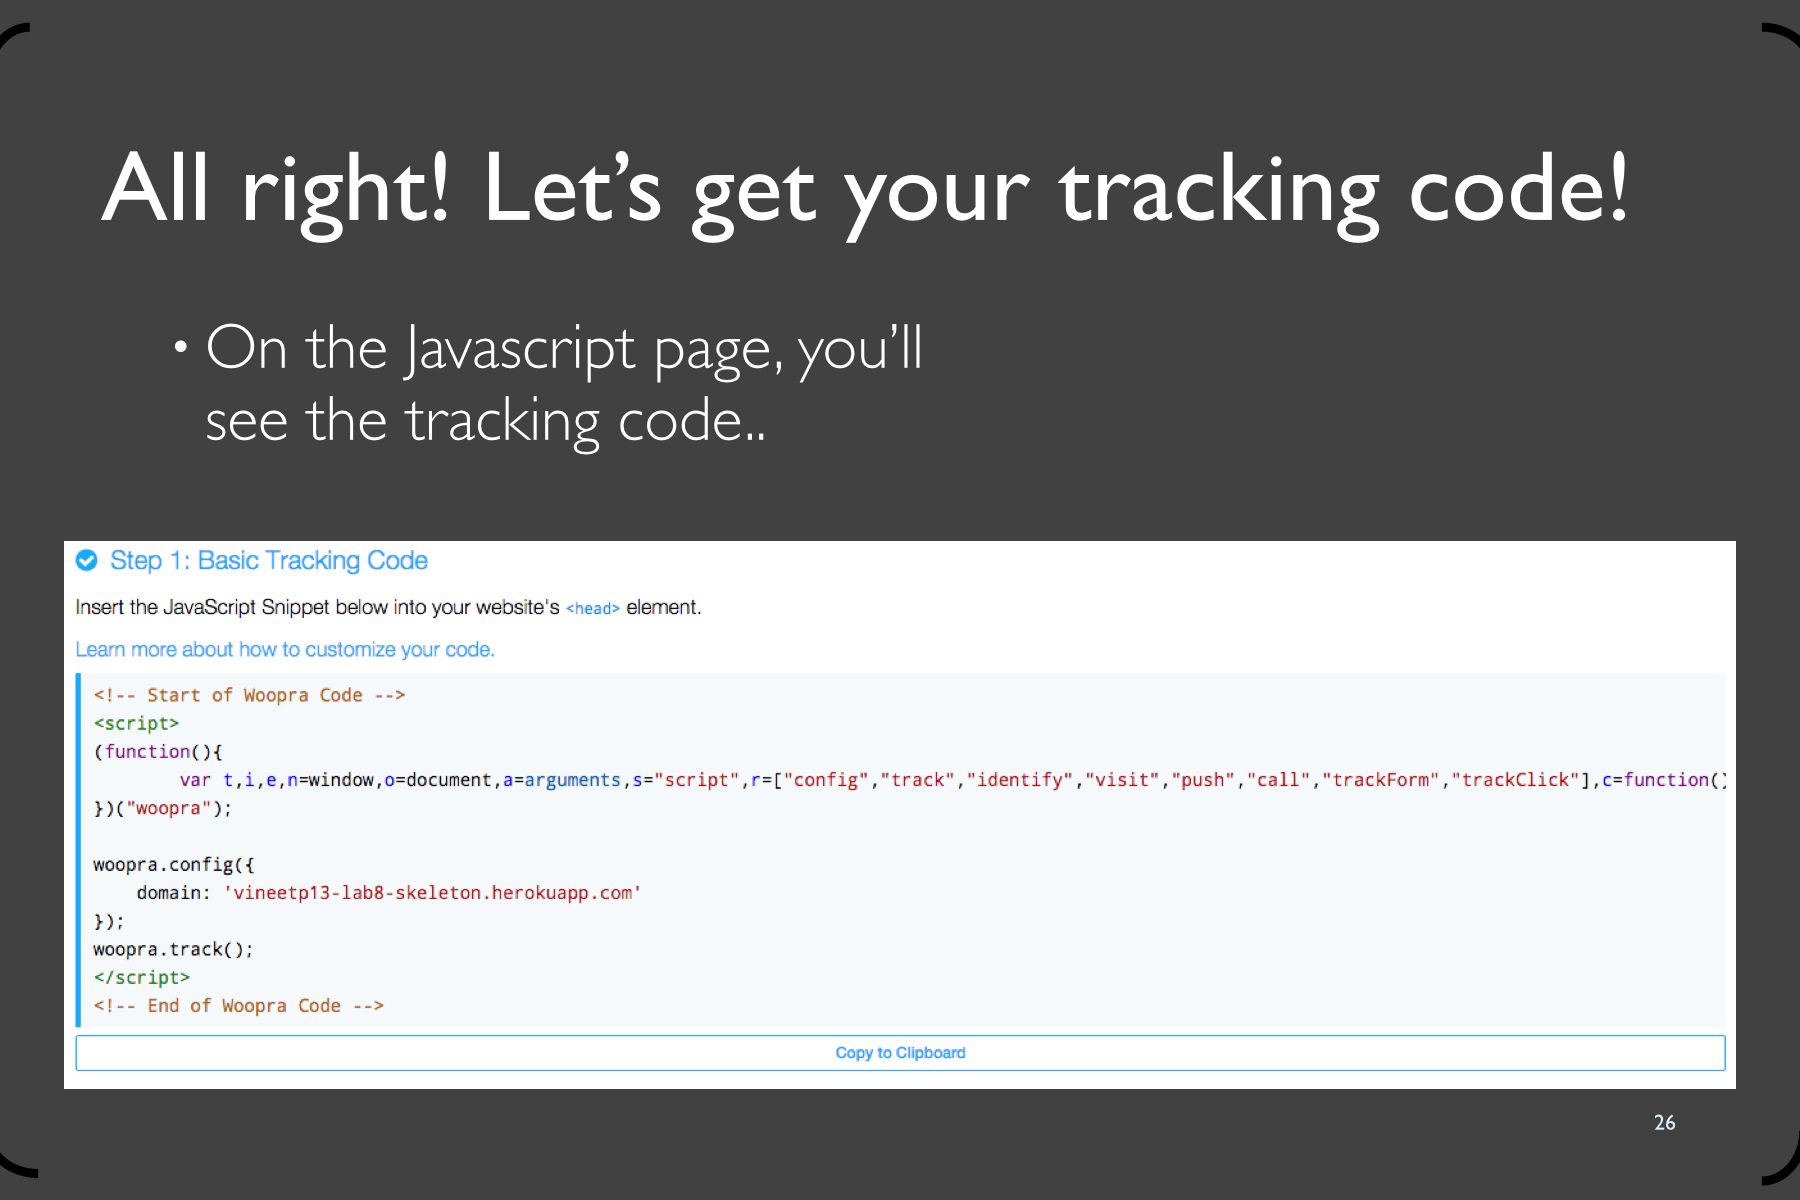 All right! Let’s get your tracking code!
• On the Javascript page, you’ll
see the tracking code..
Step 1: Basic Tracking Code
Insert the JavaScript Snippet below into your website's <head> element.
Learn more about how to customize your code.
<!-- Start of Woopra Code -->
<script>
(function(){
        var t,i,e,n=window,o=document,a=arguments,s="script",r=["config","track","identify","visit","push","call","trackForm","trackClick"],c=function()
})("woopra");
woopra.config({
    domain: 'vineetp13-lab8-skeleton.herokuapp.com'
});
woopra.track();
</script>
<!-- End of Woopra Code -->
Copy to Clipboard
26